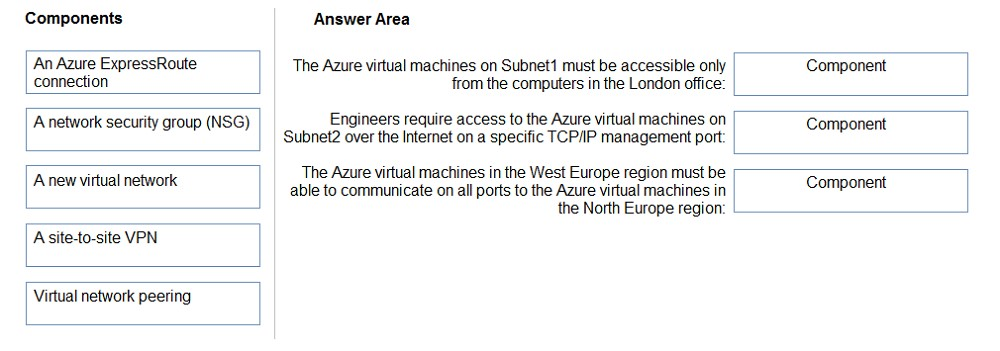 Components
An Azure ExpressRoute
connection
A network security group (NSG)
A new virtual network
A site-to-site VPN
Virtual network peering
Answer Area
The Azure virtual machines on Subnet1 must be accessible only
from the computers in the London office:
Component
Engineers require access to the Azure virtual machines on
Subnet2 over the Internet on a specific TCP/IP management port:
Component
The Azure virtual machines in the West Europe region must be
able to communicate on all ports to the Azure virtual machines in
the North Europe region:
Component